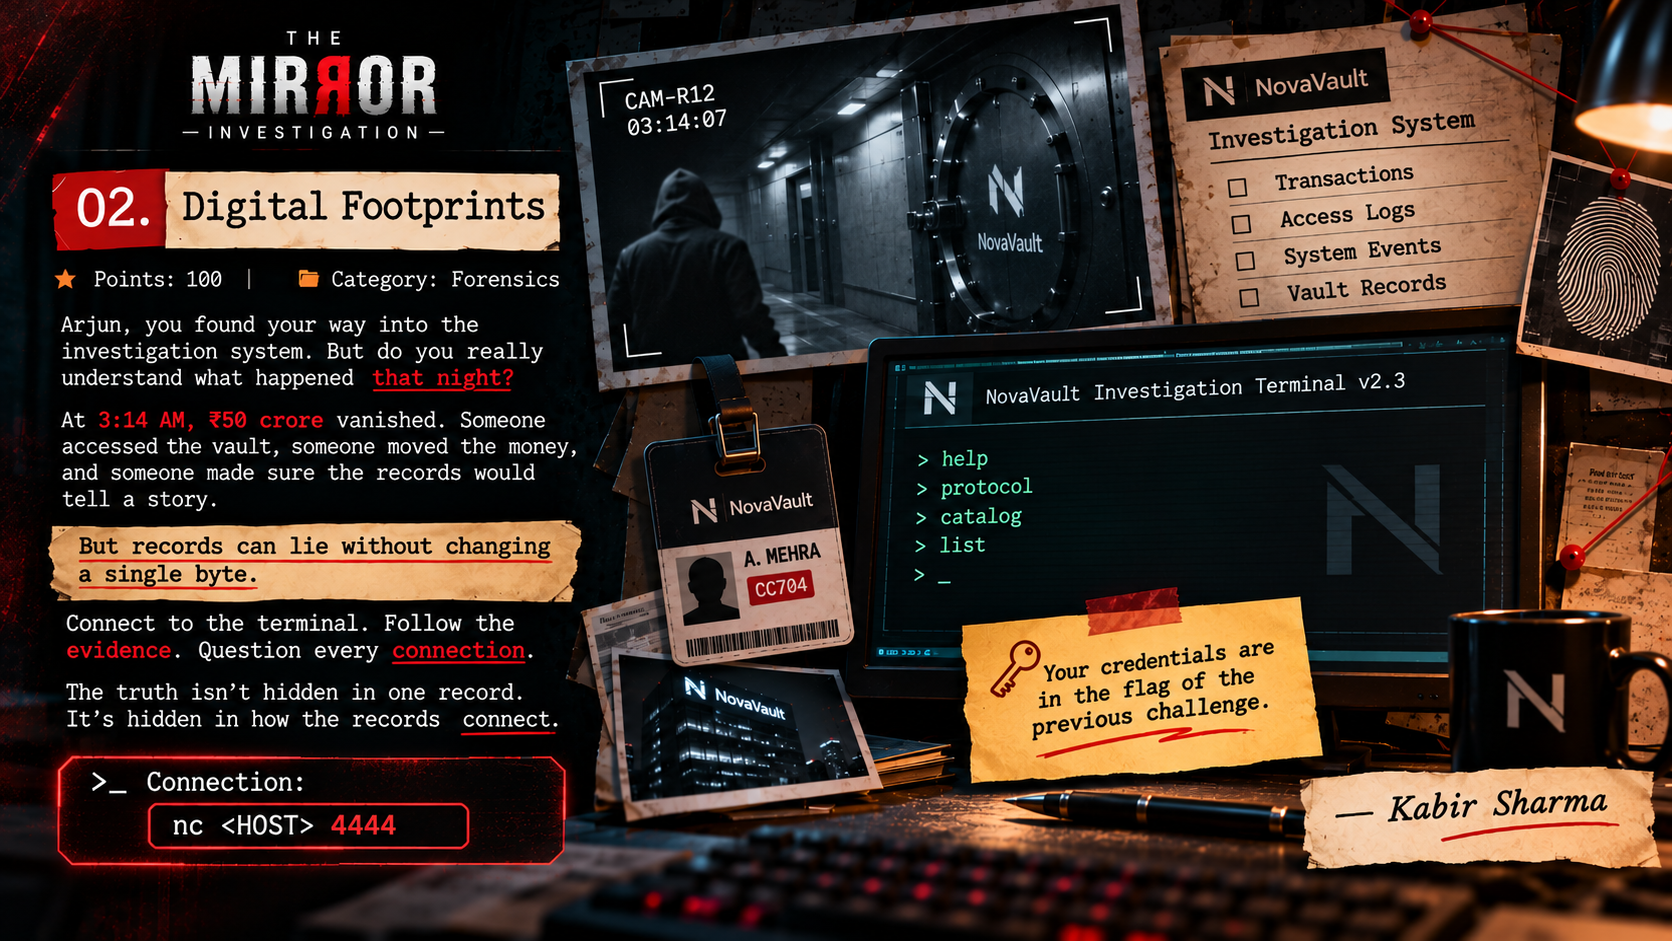 THE
MIRROR
INVESTIGATION
02. Digital Footprints
Points: 100 | Category: Forensics
Arjun, you found your way into the
investigation system. But do you really
understand what happened that night?
At 3:14 AM, ₹50 crore vanished. Someone
accessed the vault, someone moved the money,
and someone made sure the records would
tell a story.
But records can lie without changing
a single byte.
Connect to the terminal. Follow the
evidence. Question every connection.
The truth isn't hidden in one record.
It's hidden in how the records connect.
>_ Connection:
nc <HOST> 4444
CAM-R12
03:14:07
NovaVault
NovaVault
Investigation System
Transactions
Access Logs
System Events
Vault Records
NovaVault
A. MEHRA
CC704
NovaVault
NovaVault Investigation Terminal v2.3
> help
> protocol
> catalog
> list
> _
Your credentials are
in the flag of the
previous challenge.
— Kabir Sharma